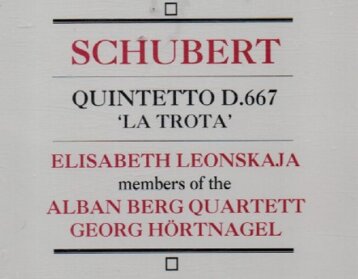 SCHUBERT
QUINTETTO D.667
‘LA TROTA’
ELISABETH LEONSKAJA
members of the
ALBAN BERG QUARTETT
GEORG HÖRTNAGEL